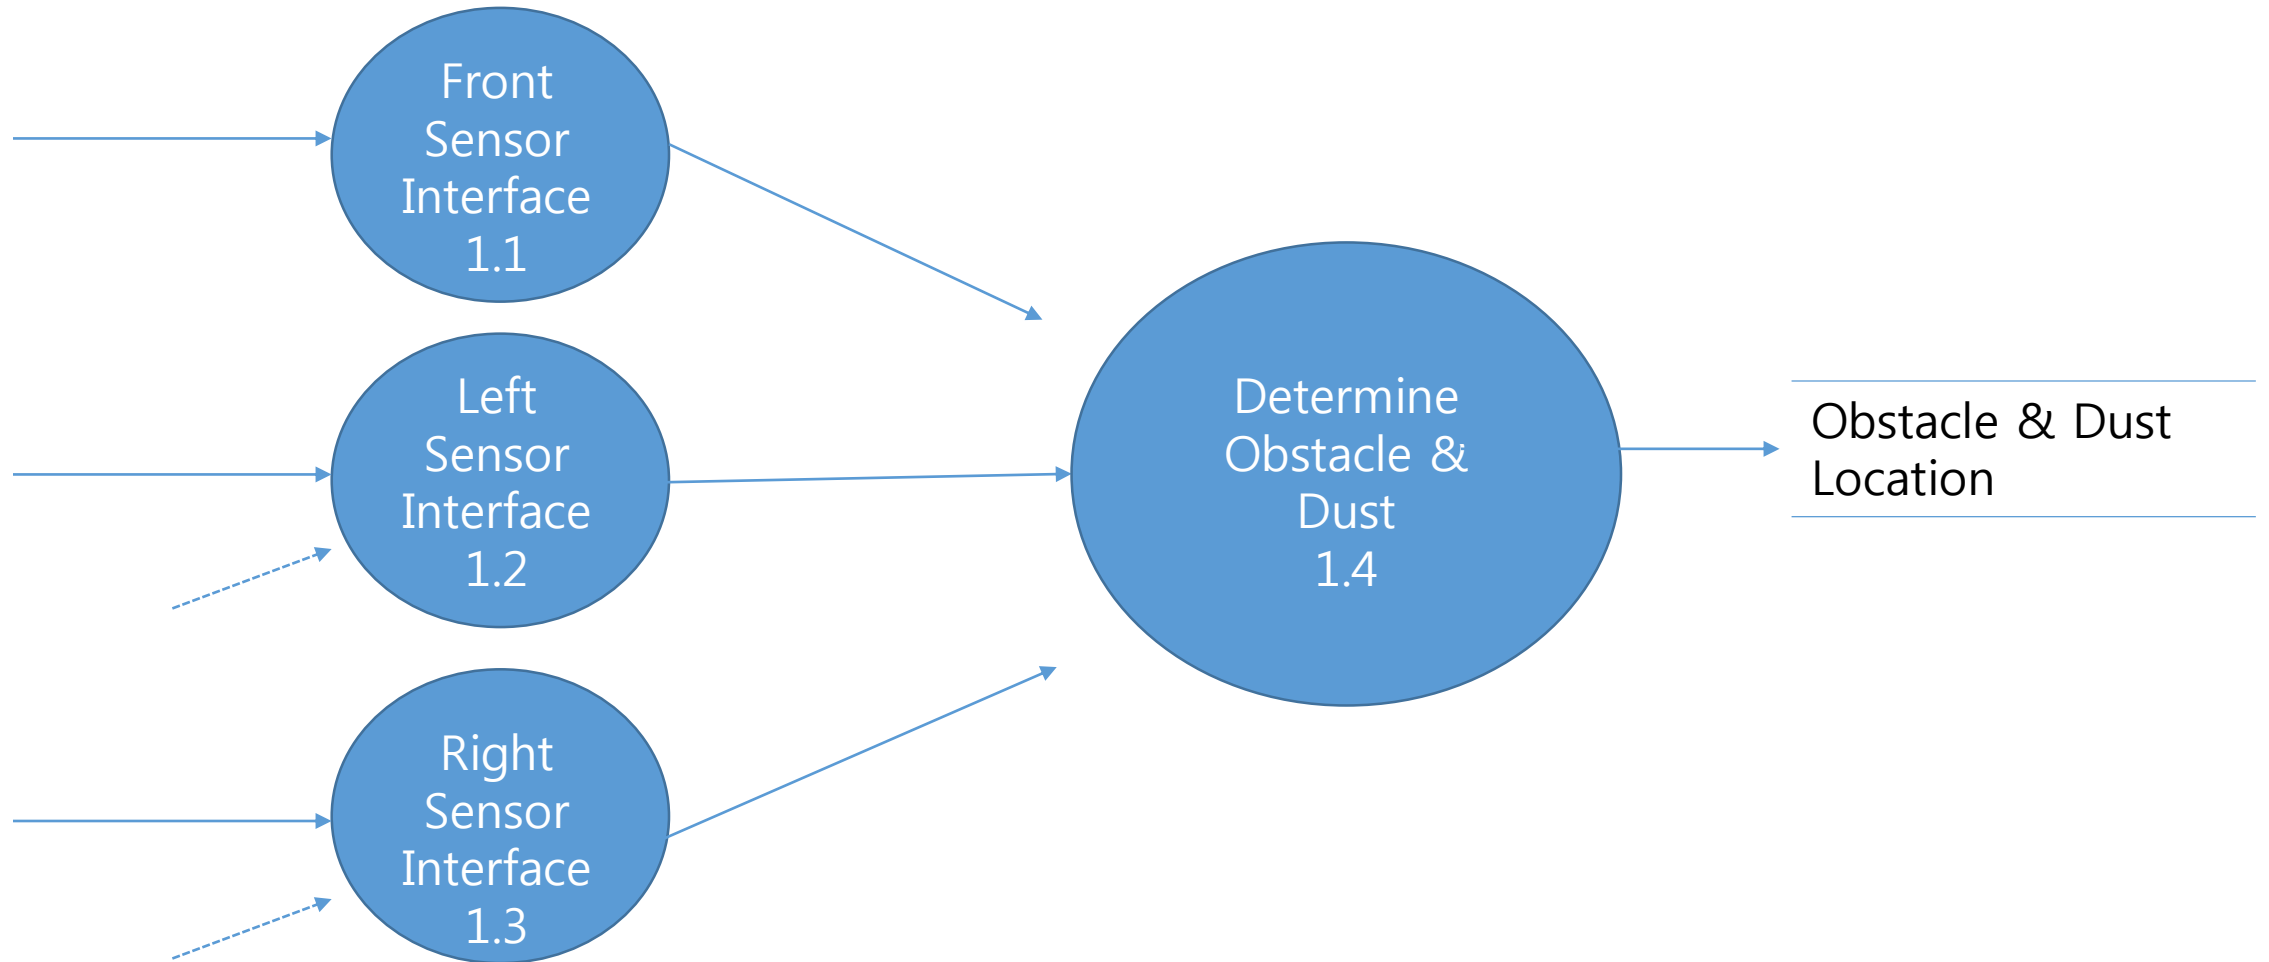 Front
Sensor
Interface
1.1
Left
Sensor
Interface
1.2
Right
Sensor
Interface
1.3
Determine
Obstacle &
Dust
1.4
Obstacle & Dust
Location